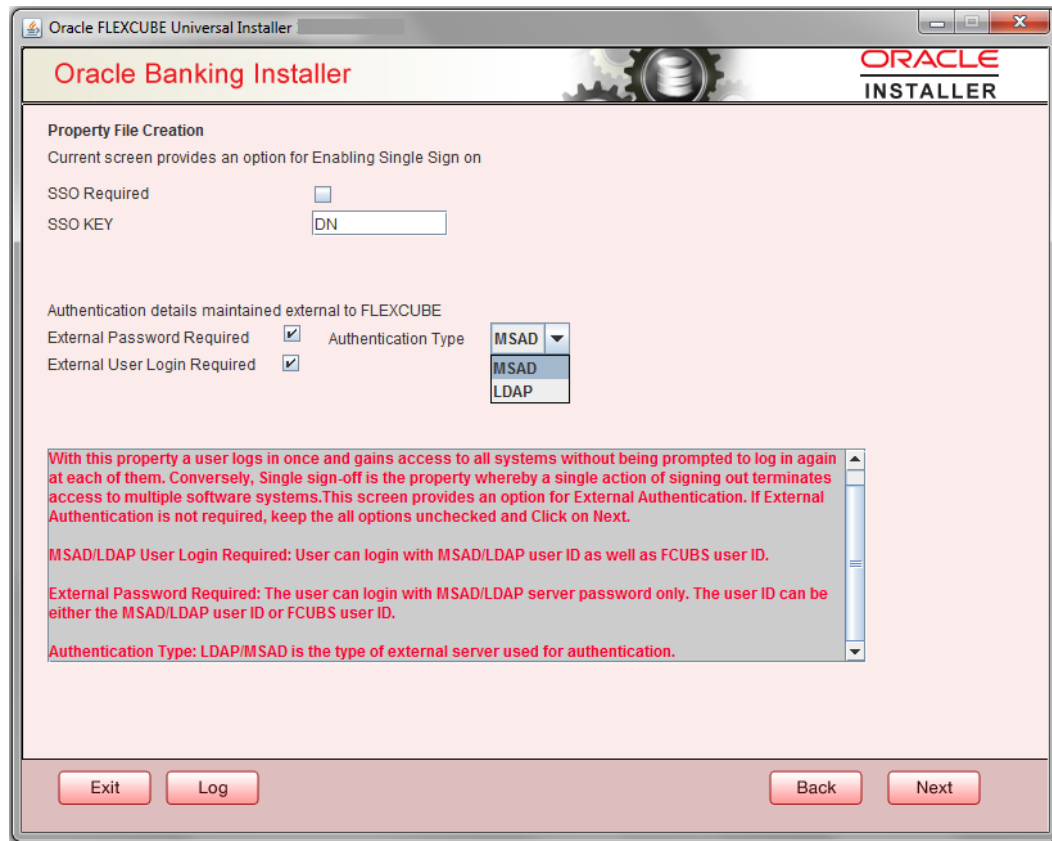 Oracle FLEXCUBE Universal Installer
Oracle Banking Installer
ORACLE
INSTALLER
Property File Creation
Current screen provides an option for Enabling Single Sign on
SSO Required
SSO KEY DN
Authentication details maintained external to FLEXCUBE
External Password Required Authentication Type MSAD
External User Login Required
MSAD
LDAP
With this property a user logs in once and gains access to all systems without being prompted to log in again
at each of them. Conversely, Single sign-off is the property whereby a single action of signing out terminates
access to multiple software systems.This screen provides an option for External Authentication. If External
Authentication is not required, keep the all options unchecked and Click on Next.
MSAD/LDAP User Login Required: User can login with MSAD/LDAP user ID as well as FCUBS user ID.
External Password Required: The user can login with MSAD/LDAP server password only. The user ID can be
either the MSAD/LDAP user ID or FCUBS user ID.
Authentication Type: LDAP/MSAD is the type of external server used for authentication.
Exit Log Back Next